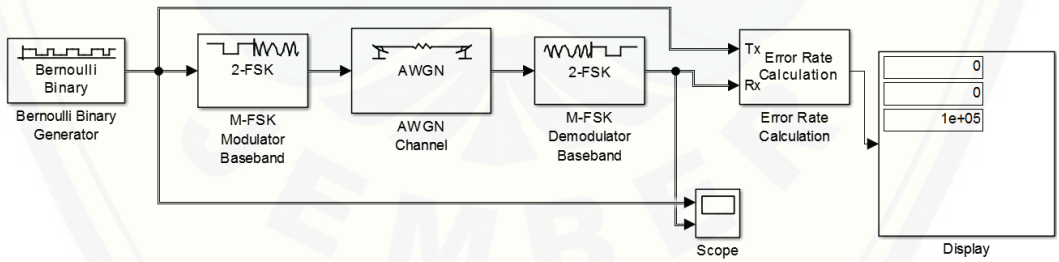 Bernoulli
Binary
Bernoulli Binary
Generator
2-FSK
M-FSK
Modulator
Baseband
AWGN
AWGN
Channel
2-FSK
M-FSK
Demodulator
Baseband
Tx
Rx
Error Rate
Calculation
Error Rate
Calculation
0
0
1e+05
Display
Scope
EMBER